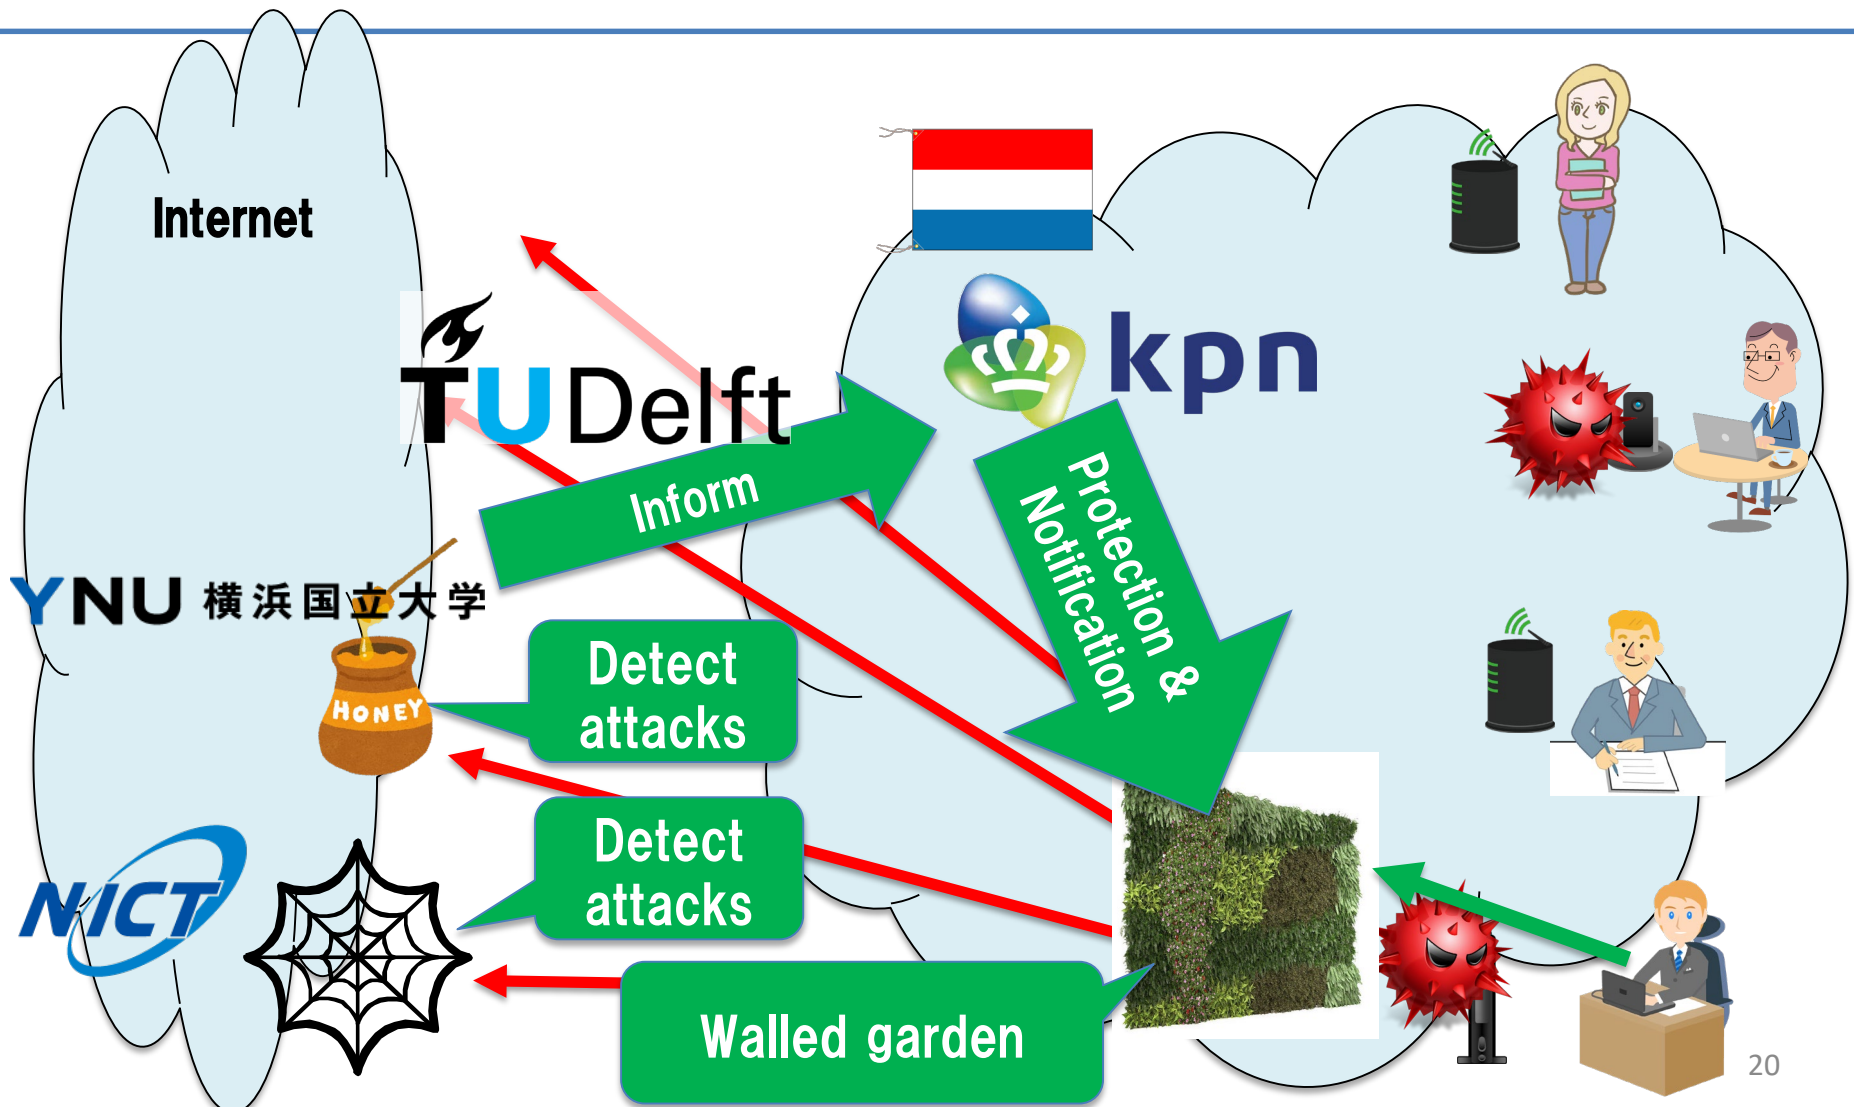 Internet
TU Delft
kpn
Inform
Protection &
Notification
YNU 横浜国立大学
HONEY
Detect
attacks
Detect
attacks
NICT
Walled garden
20